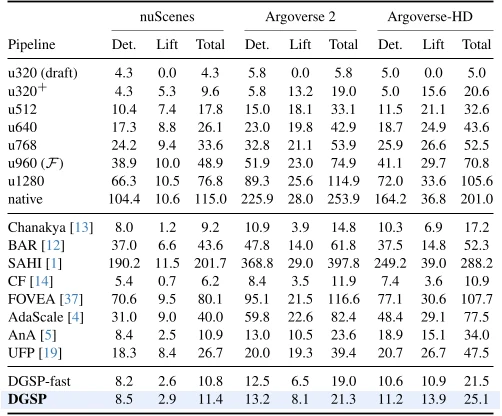 nuScenes Argoverse 2 Argoverse-HD
Pipeline Det. Lift Total Det. Lift Total Det. Lift Total
u320 (draft) 4.3 0.0 4.3 5.8 0.0 5.8 5.0 0.0 5.0
u320+ 4.3 5.3 9.6 5.8 13.2 19.0 5.0 15.6 20.6
u512 10.4 7.4 17.8 15.0 18.1 33.1 11.5 21.1 32.6
u640 17.3 8.8 26.1 23.0 19.8 42.9 18.7 24.9 43.6
u768 24.2 9.4 33.6 32.8 21.1 53.9 25.9 26.6 52.5
u960 (F) 38.9 10.0 48.9 51.9 23.0 74.9 41.1 29.7 70.8
u1280 66.3 10.5 76.8 89.3 25.6 114.9 72.0 33.6 105.6
native 104.4 10.6 115.0 225.9 28.0 253.9 164.2 36.8 201.0
Chanakya [13] 8.0 1.2 9.2 10.9 3.9 14.8 10.3 6.9 17.2
BAR [12] 37.0 6.6 43.6 47.8 14.0 61.8 37.5 14.8 52.3
SAHI [1] 190.2 11.5 201.7 368.8 29.0 397.8 249.2 39.0 288.2
CF [14] 5.4 0.7 6.2 8.4 3.5 11.9 7.4 3.6 10.9
FOVEA [37] 70.6 9.5 80.1 95.1 21.5 116.6 77.1 30.6 107.7
AdaScale [4] 31.0 9.0 40.0 59.8 22.6 82.4 48.4 29.1 77.5
AnA [5] 8.4 2.5 10.9 13.0 10.5 23.6 18.9 15.1 34.0
UFP [19] 18.3 8.4 26.7 20.0 19.3 39.4 20.7 26.7 47.5
DGSP-fast 8.2 2.6 10.8 12.5 6.5 19.0 10.6 10.9 21.5
DGSP 8.5 2.9 11.4 13.2 8.1 21.3 11.2 13.9 25.1